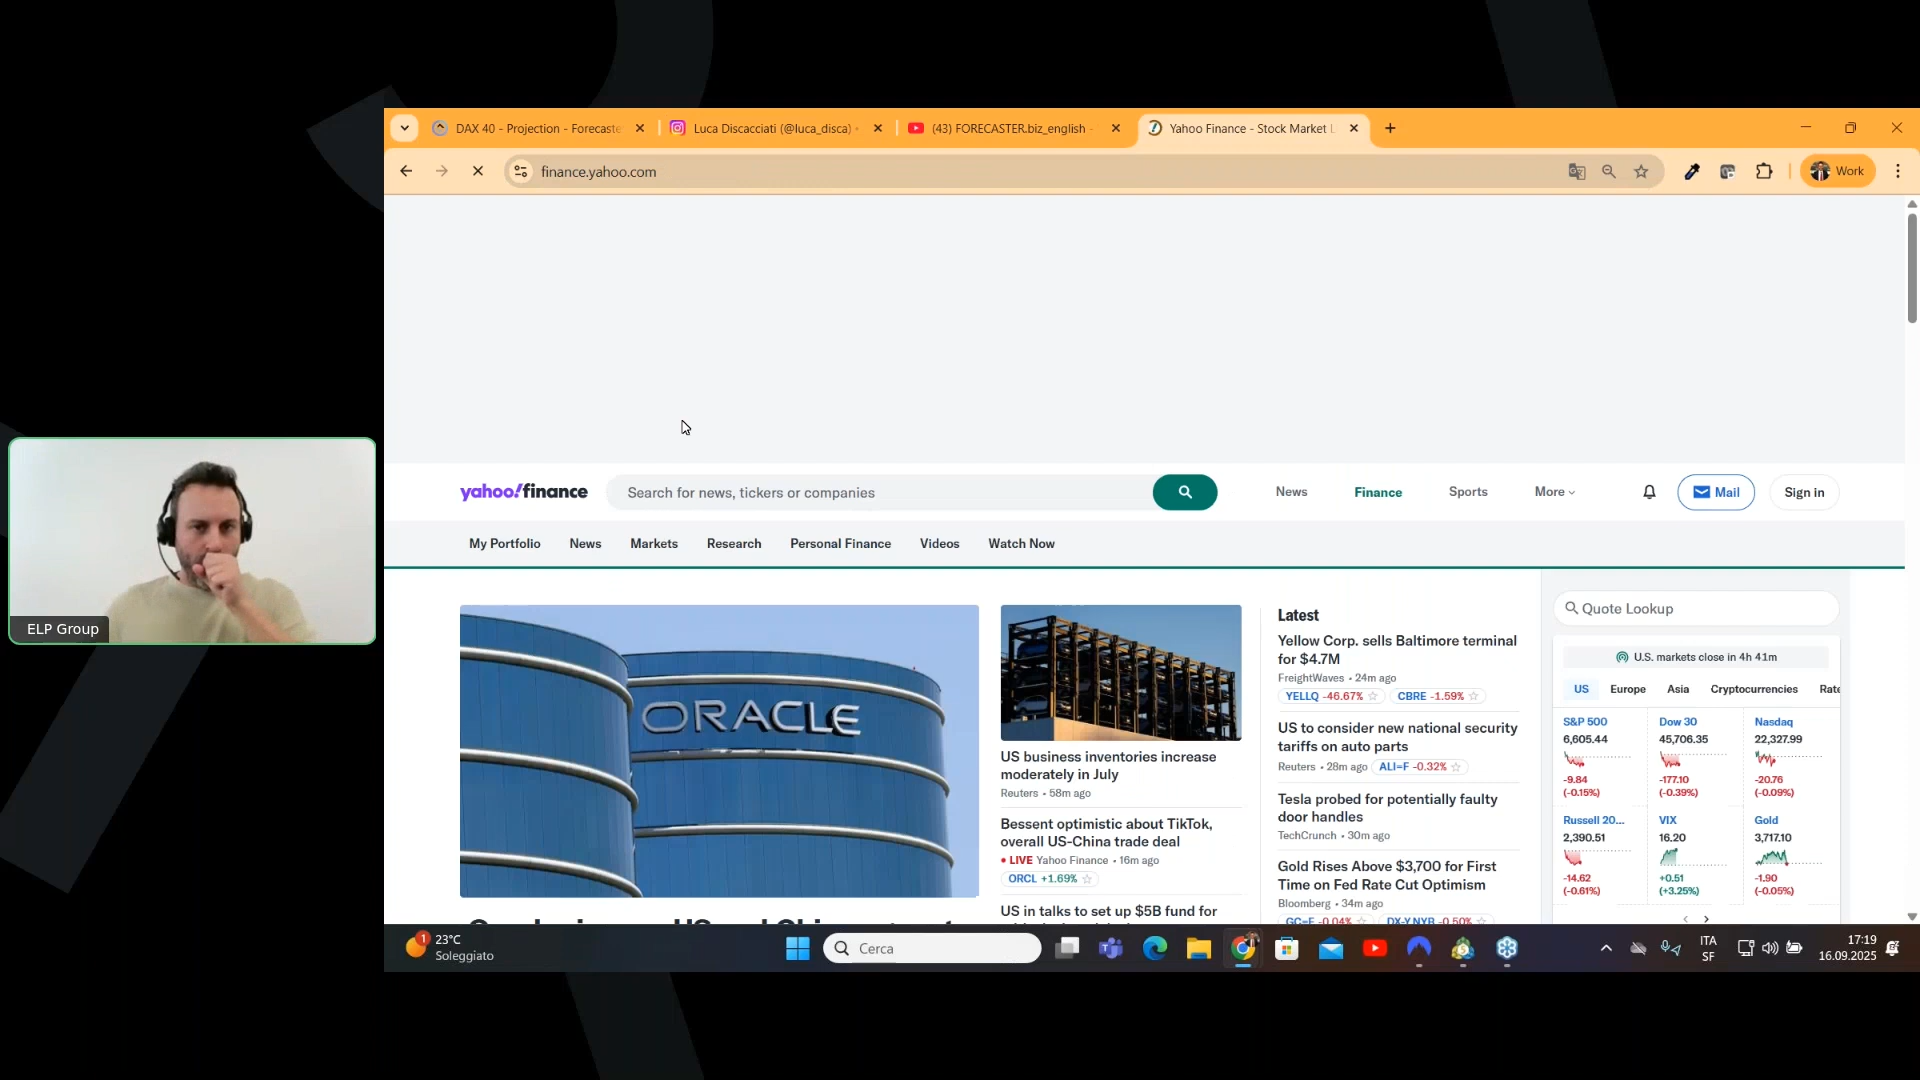 DAX 40 - Projection - Forecaste
Luca Discacciati (@luca_disca) •
(43) FORECASTER.biz_english -
Yahoo Finance - Stock Market L
finance.yahoo.com
Work
yahoo!finance
Search for news, tickers or companies
News
Finance
Sports
More
Mail
Sign in
My Portfolio
News
Markets
Research
Personal Finance
Videos
Watch Now
ORACLE
US business inventories increase
moderately in July
Reuters • 58m ago
Bessent optimistic about TikTok,
overall US-China trade deal
• LIVE Yahoo Finance • 16m ago
ORCL +1.69%
US in talks to set up $5B fund for
Latest
Yellow Corp. sells Baltimore terminal
for $4.7M
FreightWaves • 24m ago
YELLQ -46.67% CBRE -1.59%
US to consider new national security
tariffs on auto parts
Reuters • 28m ago ALI=F -0.32%
Tesla probed for potentially faulty
door handles
TechCrunch • 30m ago
Gold Rises Above $3,700 for First
Time on Fed Rate Cut Optimism
Bloomberg • 34m ago
GC=F -0.04% DX-Y.NYB -0.50%
Quote Lookup
U.S. markets close in 4h 41m
US Europe Asia Cryptocurrencies Rate
S&P 500
6,605.44
-9.84
(-0.15%)
Dow 30
45,706.35
-177.10
(-0.39%)
Nasdaq
22,327.99
-20.76
(-0.09%)
Russell 20...
2,390.51
-14.62
(-0.61%)
VIX
16.20
+0.51
(+3.25%)
Gold
3,717.10
-1.90
(-0.05%)
ELP Group
1
23°C
Soleggiato
Cerca
ITA
SF
17:19
16.09.2025